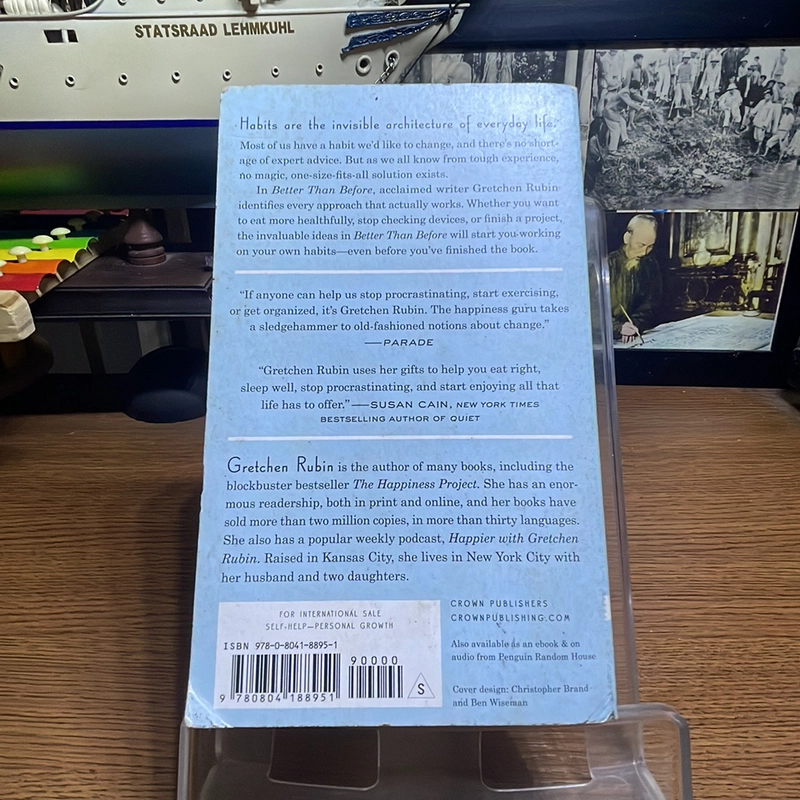 STATSRAAD LEHMKUHL
Habits are the invisible architecture of everyday life.
Most of us have a habit we'd like to change, and there's no short-
age of expert advice. But as we all know from tough experience,
no magic, one-size-fits-all solution exists.
In Better Than Before, acclaimed writer Gretchen Rubin
identifies every approach that actually works. Whether you want
to eat more healthfully, stop checking devices, or finish a project,
the invaluable ideas in Better Than Before will start you working
on your own habits—even before you've finished the book.
"If anyone can help us stop procrastinating, start exercising,
or get organized, it's Gretchen Rubin. The happiness guru takes
a sledgehammer to old-fashioned notions about change."
—PARADE
"Gretchen Rubin uses her gifts to help you eat right,
sleep well, stop procrastinating, and start enjoying all that
life has to offer."—SUSAN CAIN, NEW YORK TIMES
BESTSELLING AUTHOR OF QUIET
Gretchen Rubin is the author of many books, including the
blockbuster bestseller The Happiness Project. She has an enor-
mous readership, both in print and online, and her books have
sold more than two million copies, in more than thirty languages.
She also has a popular weekly podcast, Happier with Gretchen
Rubin. Raised in Kansas City, she lives in New York City with
her husband and two daughters.
FOR INTERNATIONAL SALE
SELF-HELP—PERSONAL GROWTH
ISBN 978-0-8041-8895-1
90000
9 780804 188951
S
CROWN PUBLISHERS
CROWNPUBLISHING.COM
Also available as an ebook & on
audio from Penguin Random House
Cover design: Christopher Brand
and Ben Wiseman